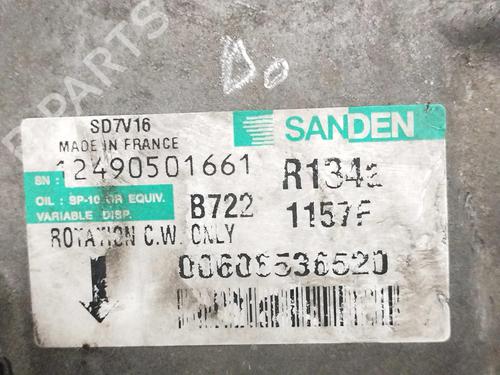 Do
SD7V16
MADE IN FRANCE
SANDEN
SN: 12490501661
R134a
OIL : SP-10 OR EQUIV.
VARIABLE DISP.
B722
1157F
ROTATION C.W. ONLY
00606536520